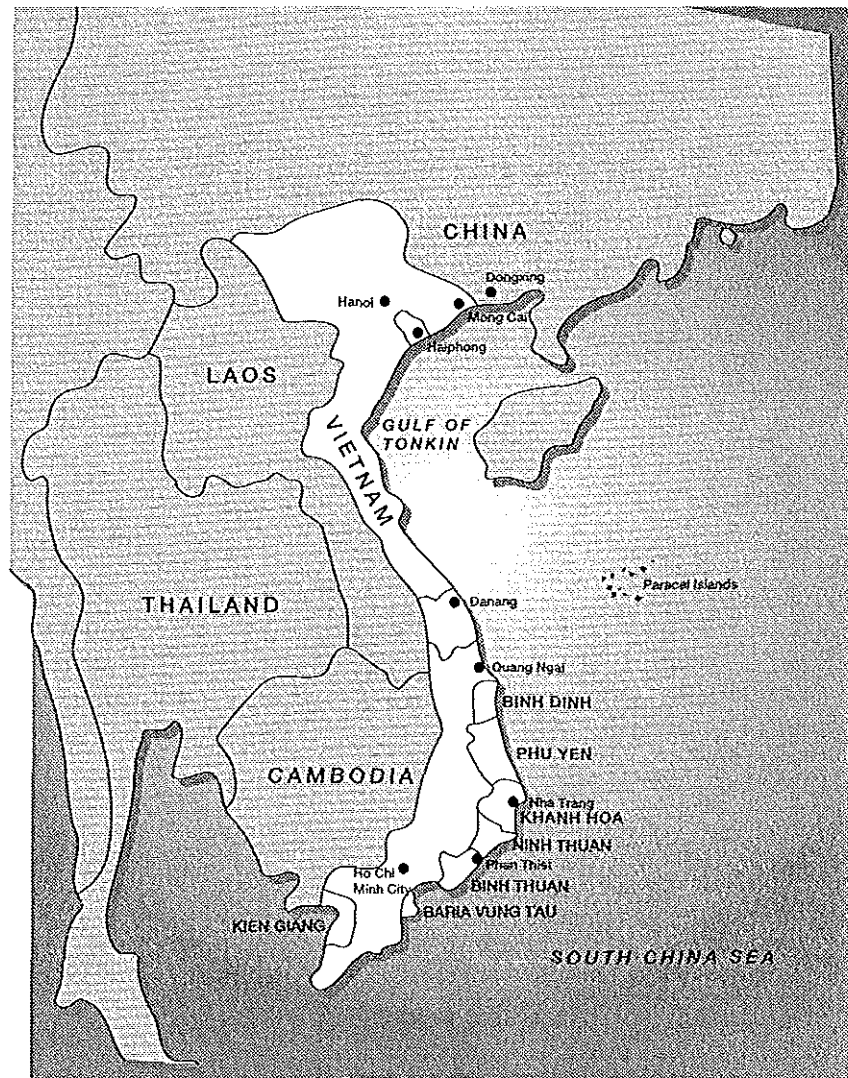 CHINA
Dongxing
Hanoi
Mong Cai
Haiphong
LAOS
GULF OF
TONKIN
VIETNAM
Paracel Islands
THAILAND
Danang
Quang Ngai
BINH DINH
PHU YEN
CAMBODIA
Nha Trang
KHANH HOA
NINH THUAN
Phan Thiet
Ho Chi
Minh City
BINH THUAN
BARIA VUNG TAU
KIEN GIANG
SOUTH CHINA SEA